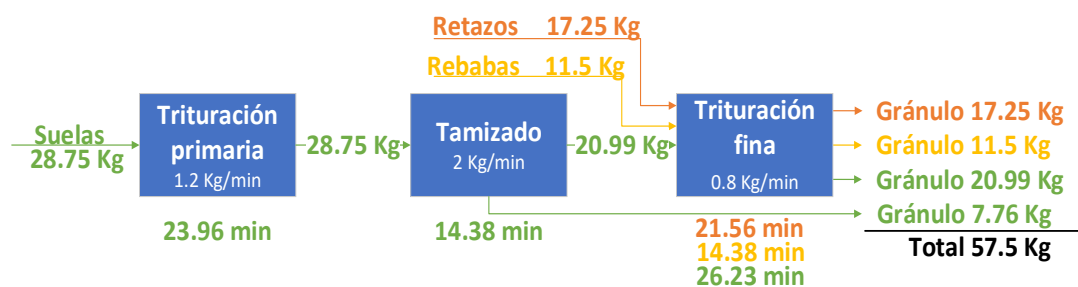 Retazos 17.25 Kg
Rebabas 11.5 Kg
Suelas
28.75 Kg
Trituración
primaria
1.2 Kg/min
28.75 Kg
Tamizado
2 Kg/min
20.99 Kg
Trituración
fina
0.8 Kg/min
Gránulo 17.25 Kg
Gránulo 11.5 Kg
Gránulo 20.99 Kg
Gránulo 7.76 Kg
Total 57.5 Kg
23.96 min
14.38 min
21.56 min
14.38 min
26.23 min